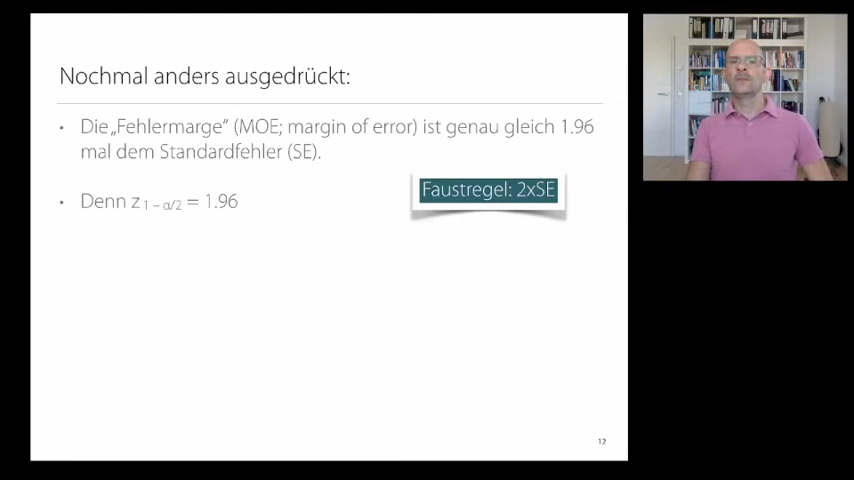 Nochmal anders ausgedrückt:
• Die „Fehlermarge“ (MOE; margin of error) ist genau gleich 1.96
mal dem Standardfehler (SE).
Faustregel: 2xSE
• Denn z 1 – α/2 = 1.96
12